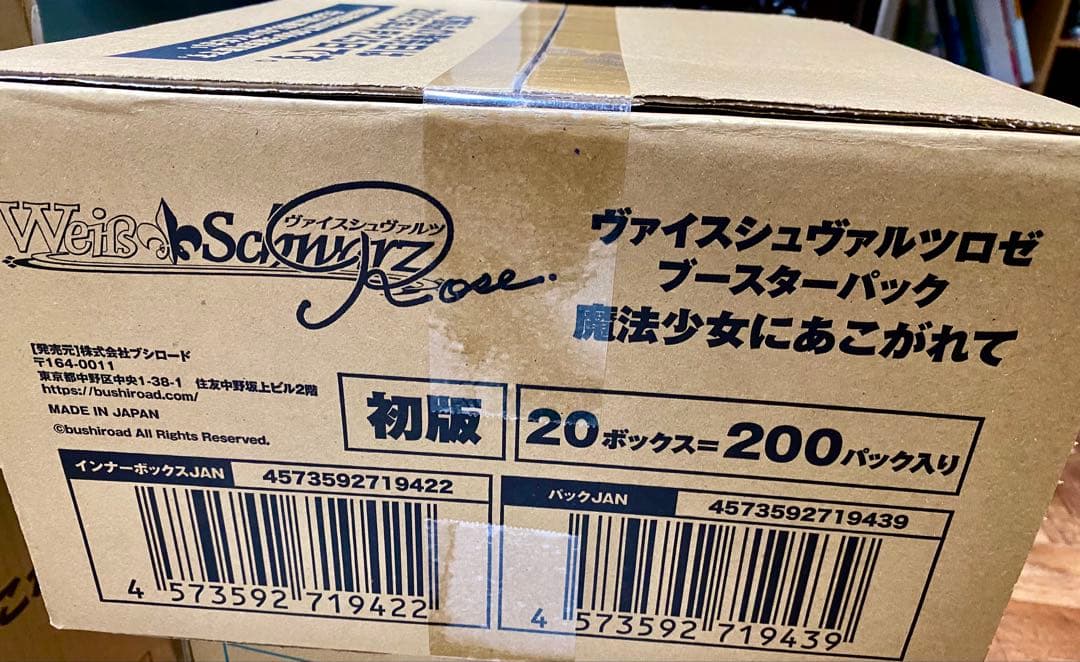 Weiß Schwarz
ヴァイスシュヴァルツ
Rose.
ヴァイスシュヴァルツロゼ
ブースターパック
魔法少女にあこがれて
[発売元]株式会社ブシロード
〒164-0011
東京都中野区中央1-38-1 住友中野坂上ビル2階
https://bushiroad.com/
MADE IN JAPAN
©bushiroad All Rights Reserved.
初版
20ボックス=200パック入り
インナーボックスJAN 4573592719422
4 573592 719422
パックJAN 4573592719439
4 573592 719439